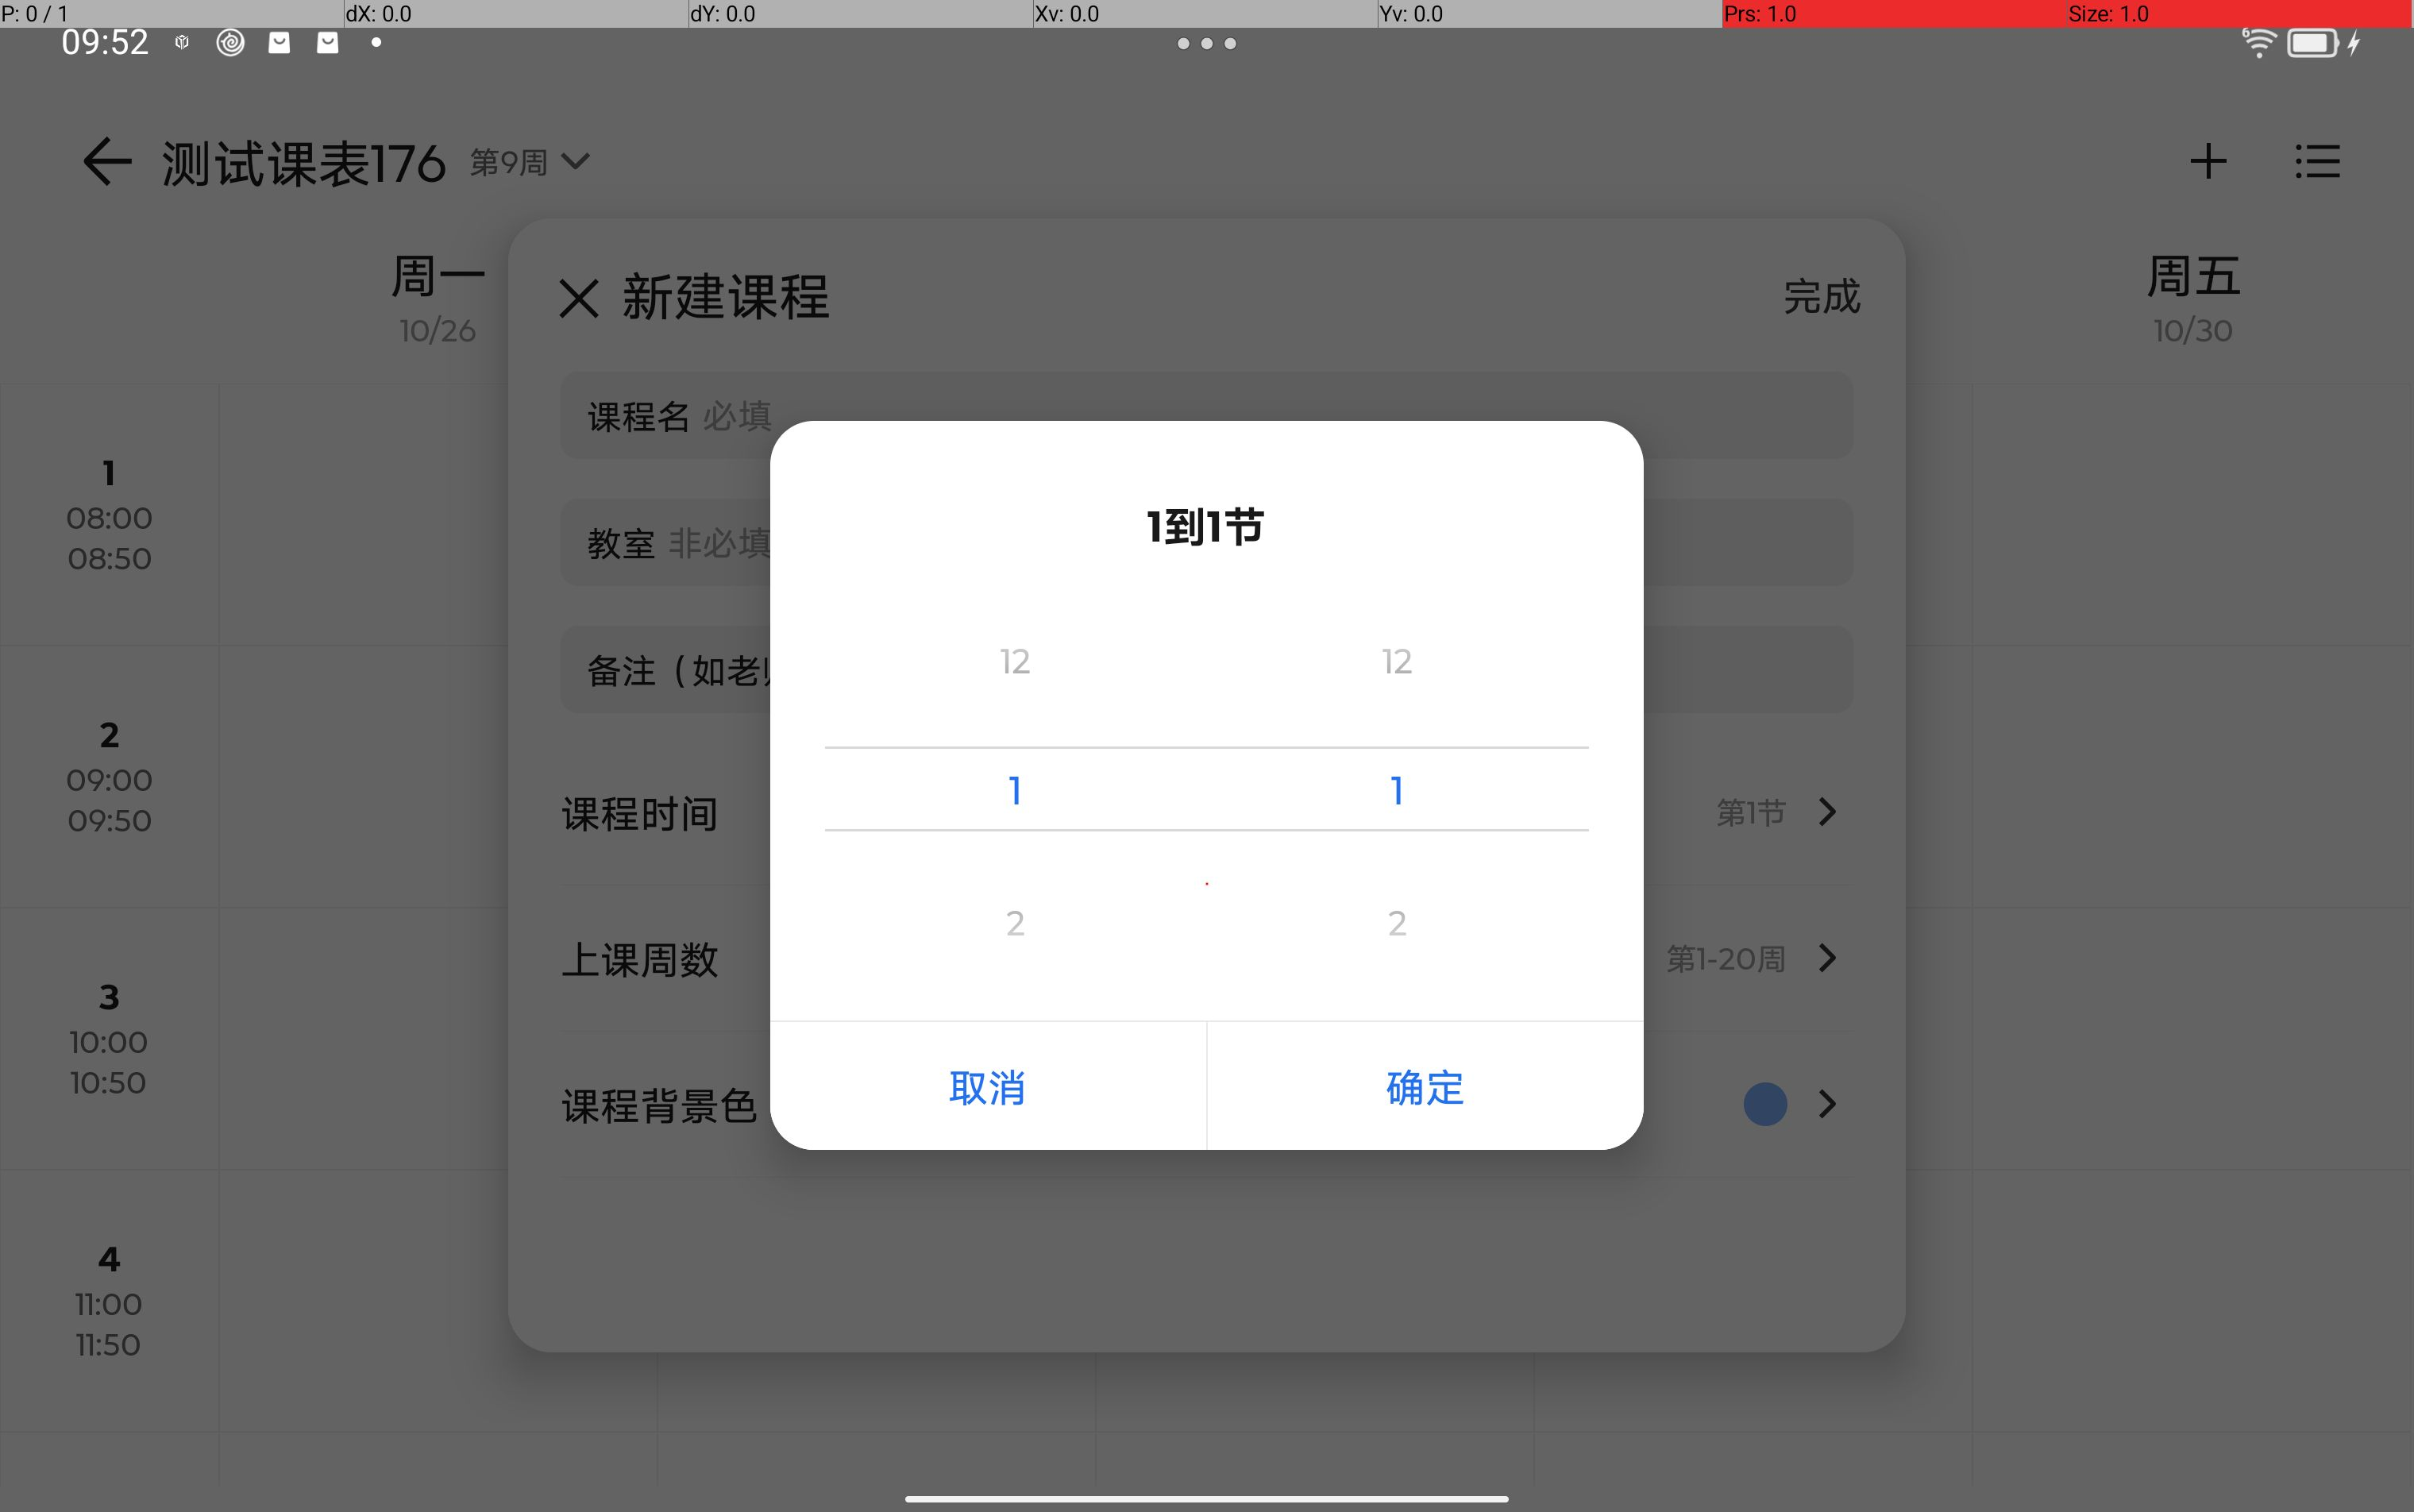 P: 0 / 1 dX: 0.0 dY: 0.0 Xv: 0.0 Yv: 0.0 Prs: 1.0 Size: 1.0
09:52 6
测试课表176 第9周
周一 周五
10/26 10/30
新建课程 完成
课程名 必填
教室 非必填
备注（如老
1到1节
12 12
1 1
2 2
取消 确定
课程时间 第1节
上课周数 第1-20周
课程背景色
1
08:00
08:50
2
09:00
09:50
3
10:00
10:50
4
11:00
11:50